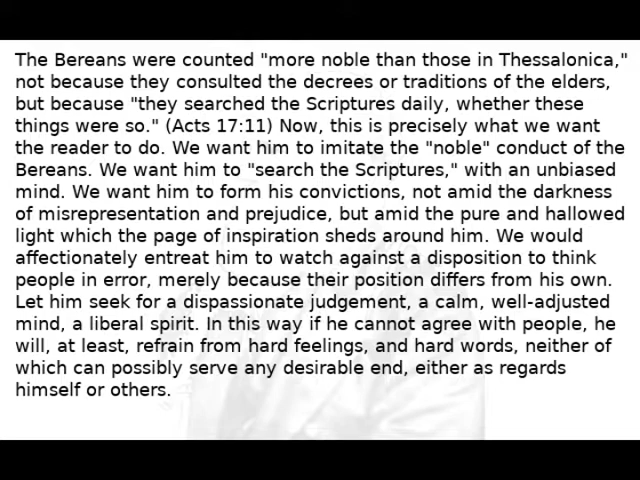 The Bereans were counted "more noble than those in Thessalonica,"
not because they consulted the decrees or traditions of the elders,
but because "they searched the Scriptures daily, whether these
things were so." (Acts 17:11) Now, this is precisely what we want
the reader to do. We want him to imitate the "noble" conduct of the
Bereans. We want him to "search the Scriptures," with an unbiased
mind. We want him to form his convictions, not amid the darkness
of misrepresentation and prejudice, but amid the pure and hallowed
light which the page of inspiration sheds around him. We would
affectionately entreat him to watch against a disposition to think
people in error, merely because their position differs from his own.
Let him seek for a dispassionate judgement, a calm, well-adjusted
mind, a liberal spirit. In this way if he cannot agree with people, he
will, at least, refrain from hard feelings, and hard words, neither of
which can possibly serve any desirable end, either as regards
himself or others.